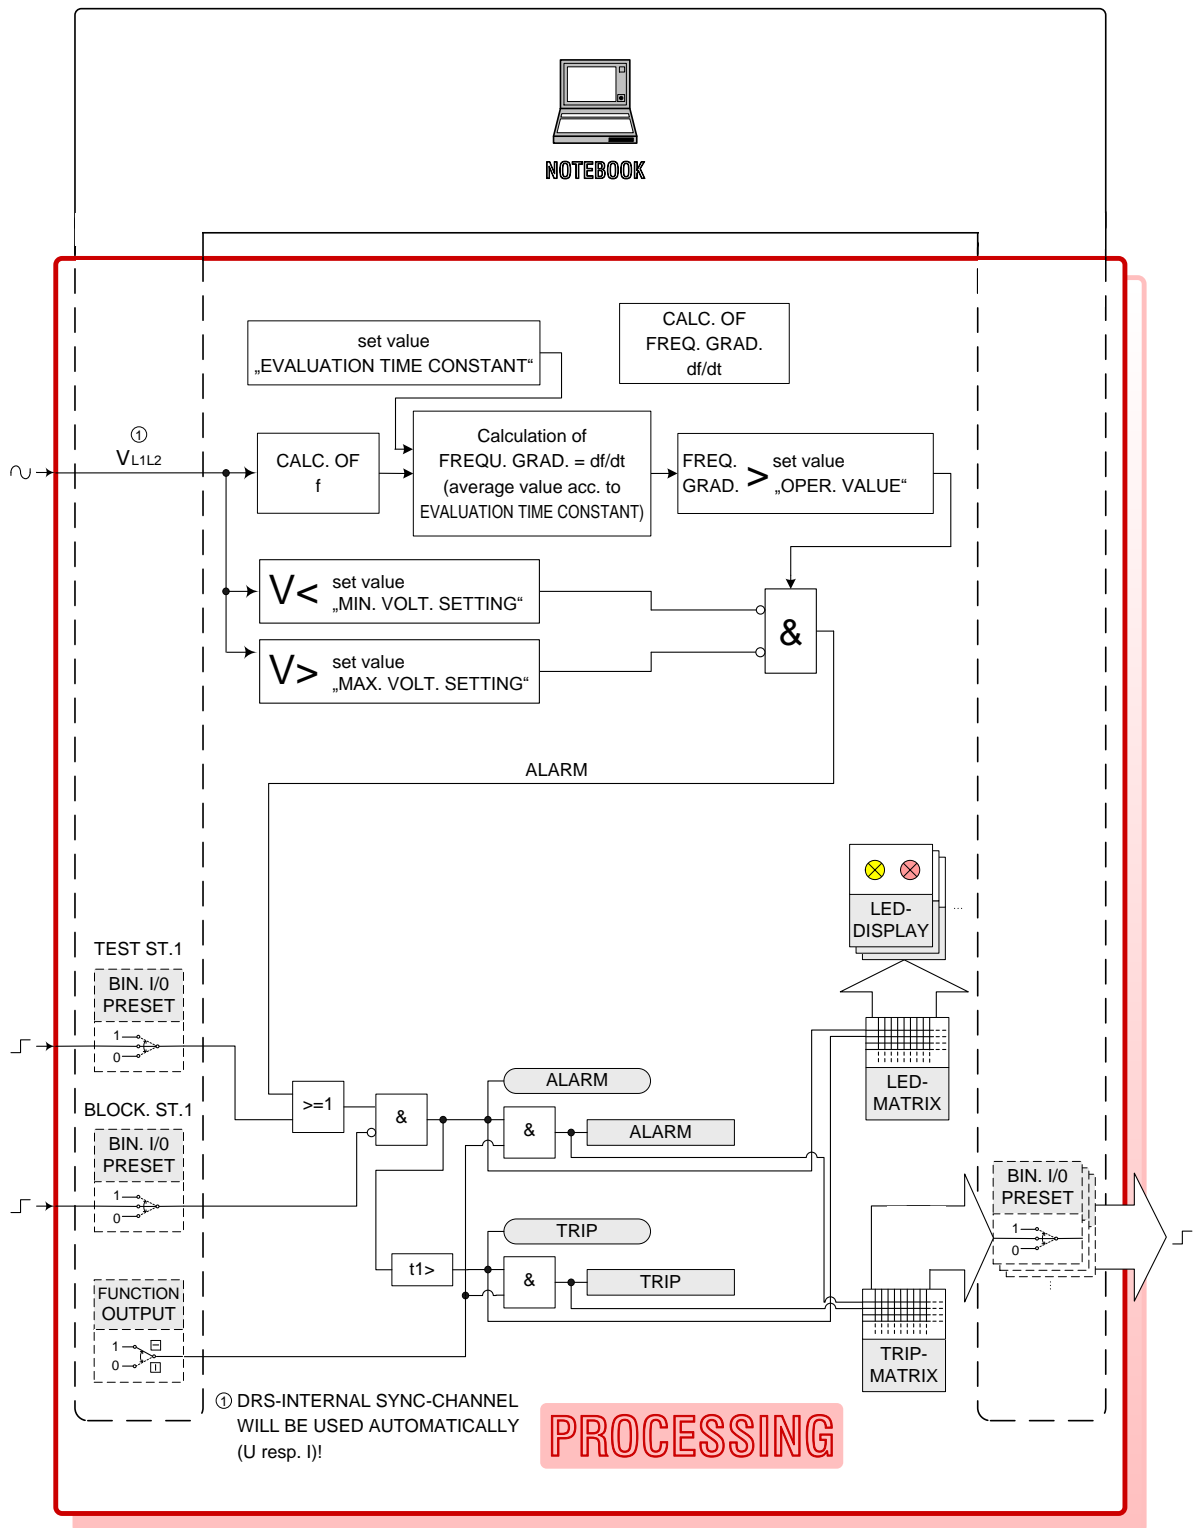 NOTEBOOK
set value
„EVALUATION TIME CONSTANT“
CALC. OF
FREQ. GRAD.
df/dt
①
VL1L2
CALC. OF
f
Calculation of
FREQU. GRAD. = df/dt
(average value acc. to
EVALUATION TIME CONSTANT)
FREQ.
GRAD.
>
set value
„OPER. VALUE“
V<
set value
„MIN. VOLT. SETTING“
&
V>
set value
„MAX. VOLT. SETTING“
ALARM
LED-
DISPLAY
...
TEST ST.1
BIN. I/0
PRESET
1
0
LED-
MATRIX
>=1
&
ALARM
BLOCK. ST.1
&
ALARM
BIN. I/0
PRESET
1
0
BIN. I/0
PRESET
1
0
...
TRIP
t1>
&
TRIP
FUNCTION
OUTPUT
1
0
TRIP-
MATRIX
① DRS-INTERNAL SYNC-CHANNEL
WILL BE USED AUTOMATICALLY
(U resp. I)!
PROCESSING